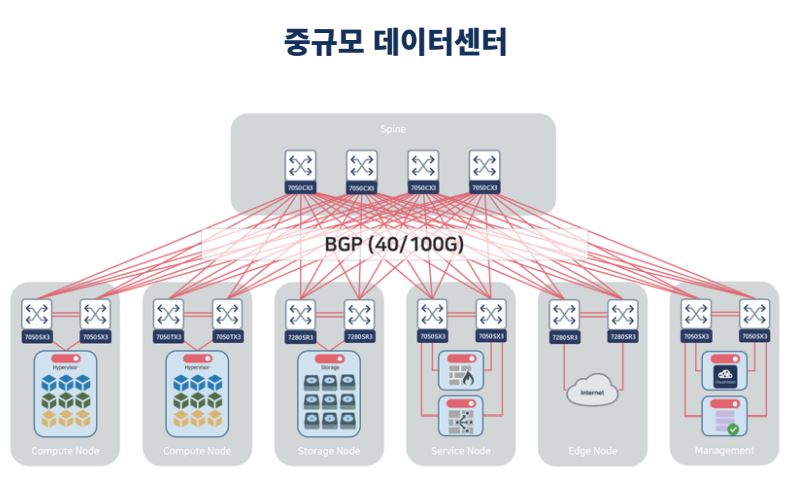 중규모 데이터센터
Spine
7050CX3 7050CX3 7050CX3 7050CX3
BGP (40/100G)
7050SX3 7050SX3 7050TX3 7050TX3 7280SR3 7280SR3 7050SX3 7050SX3 7280SR3 7280SR3 7050SX3 7050SX3
Hypervisor Hypervisor Storage
CloudVision
Internet
Compute Node Compute Node Storage Node Service Node Edge Node Management